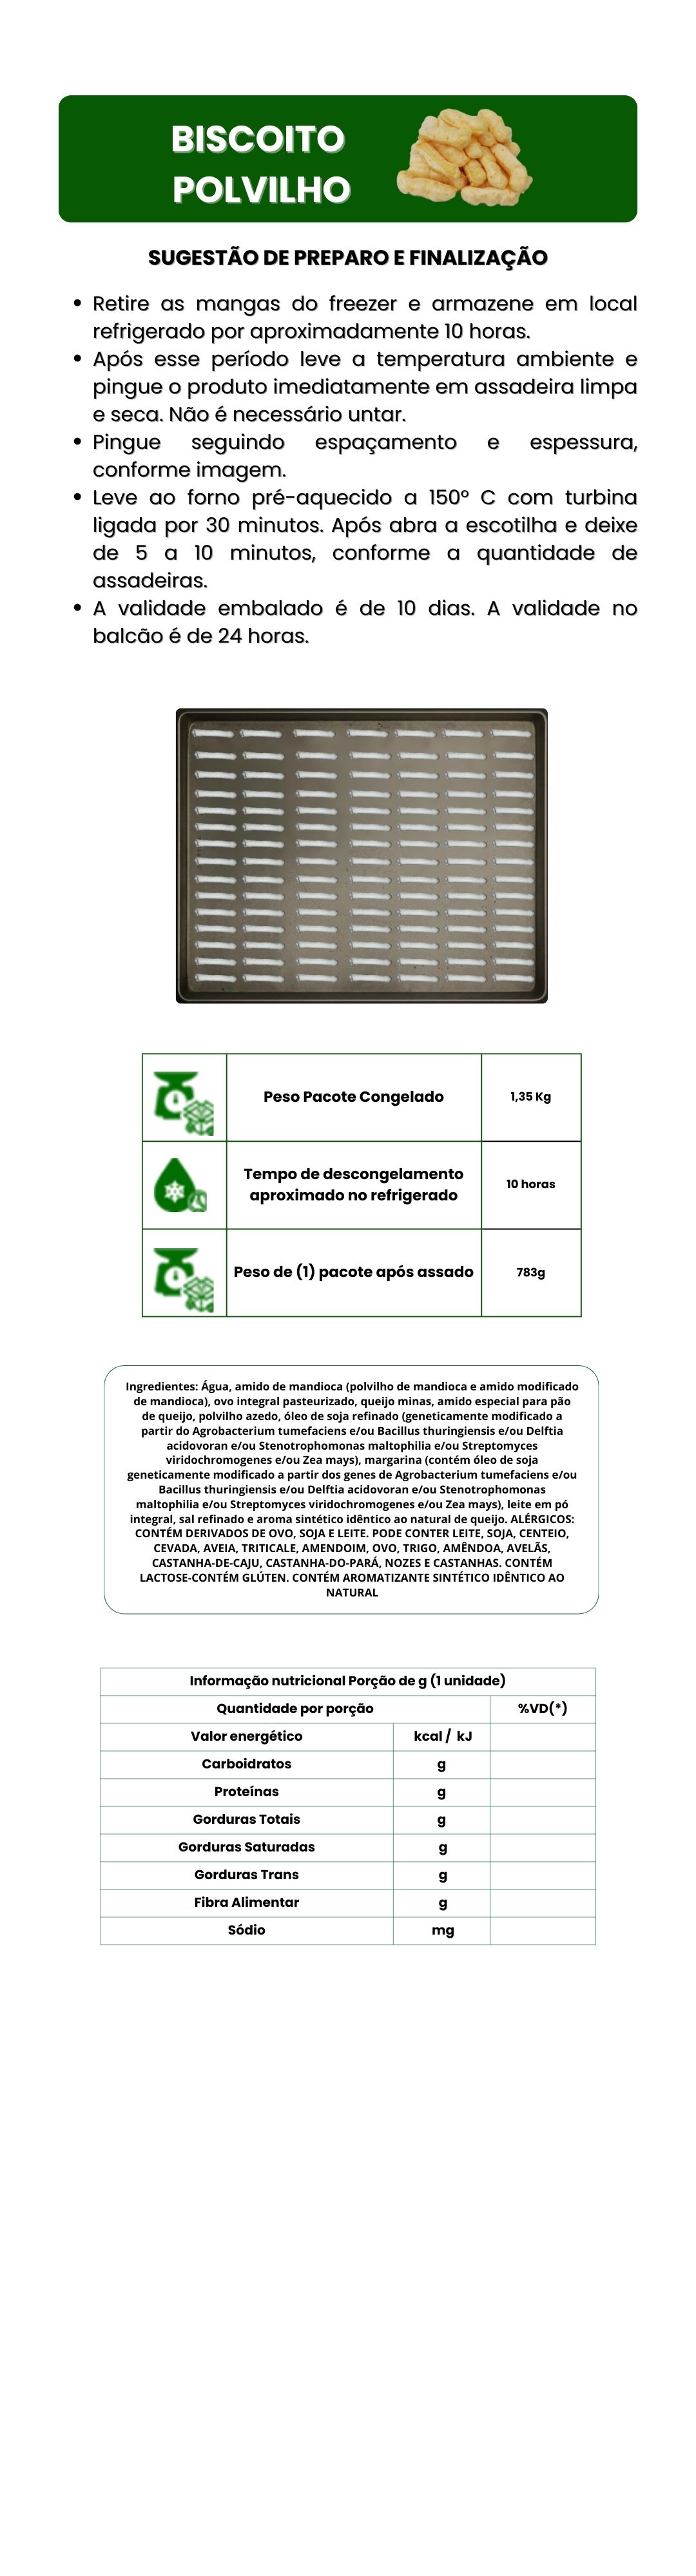 BISCOITO
POLVILHO
SUGESTÃO DE PREPARO E FINALIZAÇÃO
• Retire as mangas do freezer e armazene em local
refrigerado por aproximadamente 10 horas.
• Após esse período leve a temperatura ambiente e
pingue o produto imediatamente em assadeira limpa
e seca. Não é necessário untar.
• Pingue seguindo espaçamento e espessura,
conforme imagem.
• Leve ao forno pré-aquecido a 150º C com turbina
ligada por 30 minutos. Após abra a escotilha e deixe
de 5 a 10 minutos, conforme a quantidade de
assadeiras.
• A validade embalado é de 10 dias. A validade no
balcão é de 24 horas.
Peso Pacote Congelado 1,35 Kg
Tempo de descongelamento
aproximado no refrigerado 10 horas
Peso de (1) pacote após assado 783g
Ingredientes: Água, amido de mandioca (polvilho de mandioca e amido modificado
de mandioca), ovo integral pasteurizado, queijo minas, amido especial para pão
de queijo, polvilho azedo, óleo de soja refinado (geneticamente modificado a
partir do Agrobacterium tumefaciens e/ou Bacillus thuringiensis e/ou Delftia
acidovoran e/ou Stenotrophomonas maltophilia e/ou Streptomyces
viridochromogenes e/ou Zea mays), margarina (contém óleo de soja
geneticamente modificado a partir dos genes de Agrobacterium tumefaciens e/ou
Bacillus thuringiensis e/ou Delftia acidovoran e/ou Stenotrophomonas
maltophilia e/ou Streptomyces viridochromogenes e/ou Zea mays), leite em pó
integral, sal refinado e aroma sintético idêntico ao natural de queijo. ALÉRGICOS:
CONTÉM DERIVADOS DE OVO, SOJA E LEITE. PODE CONTER LEITE, SOJA, CENTEIO,
CEVADA, AVEIA, TRITICALE, AMENDOIM, OVO, TRIGO, AMÊNDOA, AVELÃS,
CASTANHA-DE-CAJU, CASTANHA-DO-PARÁ, NOZES E CASTANHAS. CONTÉM
LACTOSE-CONTÉM GLÚTEN. CONTÉM AROMATIZANTE SINTÉTICO IDÊNTICO AO
NATURAL
Informação nutricional Porção de g (1 unidade)
Quantidade por porção %VD(*)
Valor energético kcal / kJ
Carboidratos g
Proteínas g
Gorduras Totais g
Gorduras Saturadas g
Gorduras Trans g
Fibra Alimentar g
Sódio mg